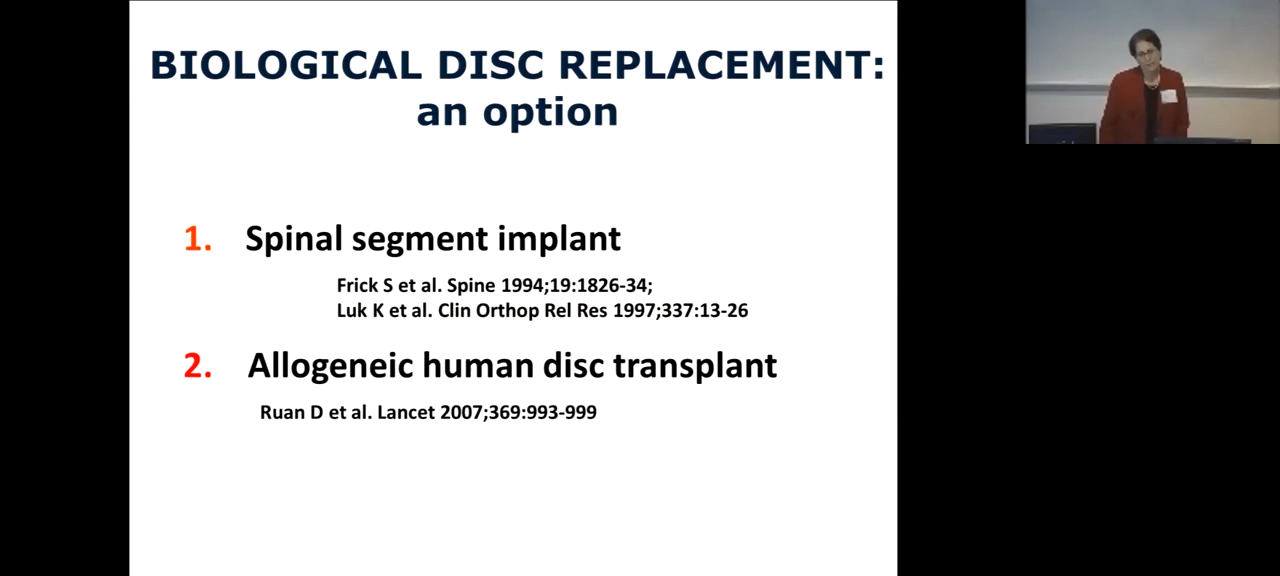 BIOLOGICAL DISC REPLACEMENT:
an option
1. Spinal segment implant
Frick S et al. Spine 1994;19:1826-34;
Luk K et al. Clin Orthop Rel Res 1997;337:13-26
2. Allogeneic human disc transplant
Ruan D et al. Lancet 2007;369:993-999